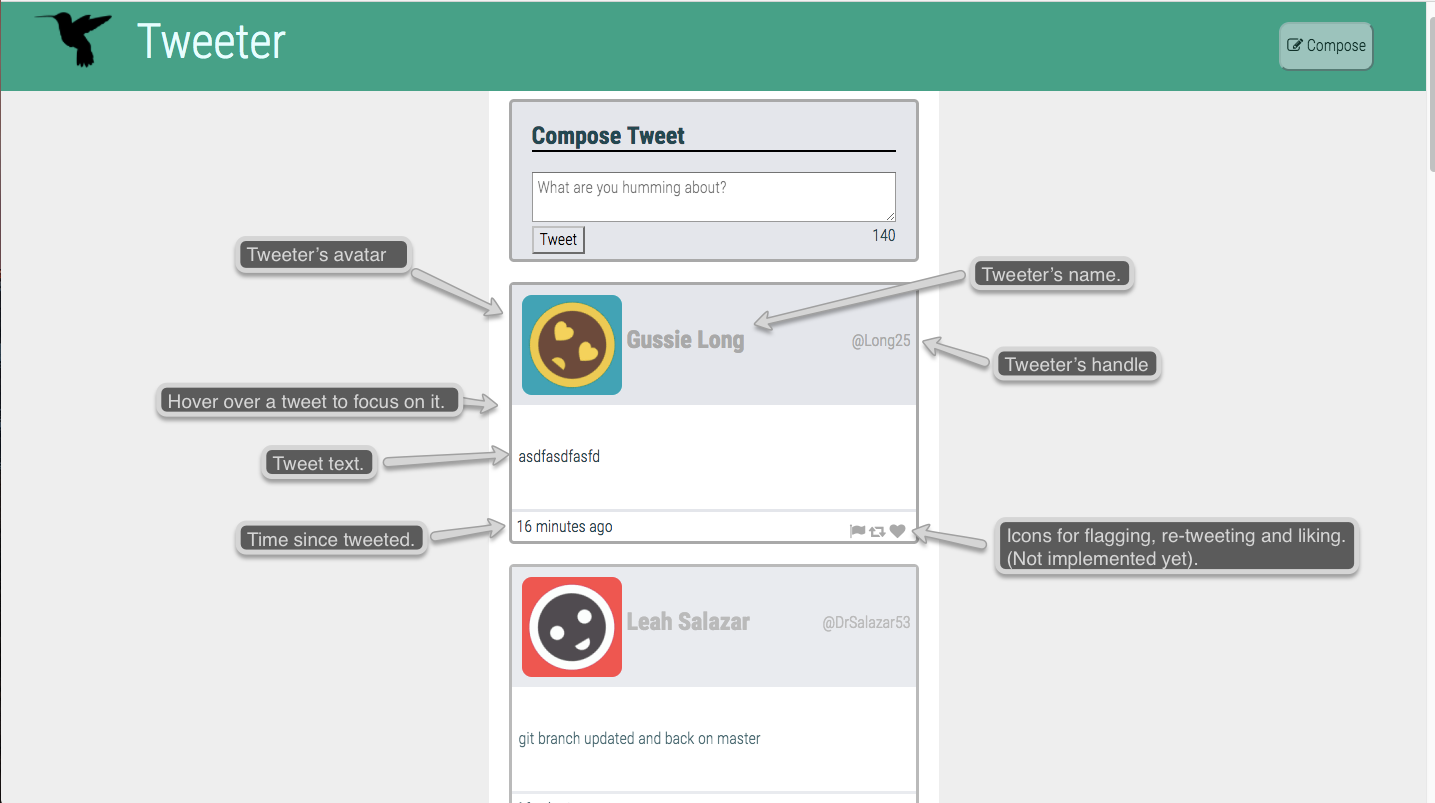 Tweeter
Compose
Compose Tweet
What are you humming about?
Tweet
140
Tweeter's avatar
Tweeter's name.
Gussie Long
@Long25
Tweeter's handle
Hover over a tweet to focus on it.
Tweet text.
asdfasdfasfd
Time since tweeted.
16 minutes ago
Icons for flagging, re-tweeting and liking.
(Not implemented yet).
Leah Salazar
@DrSalazar53
git branch updated and back on master